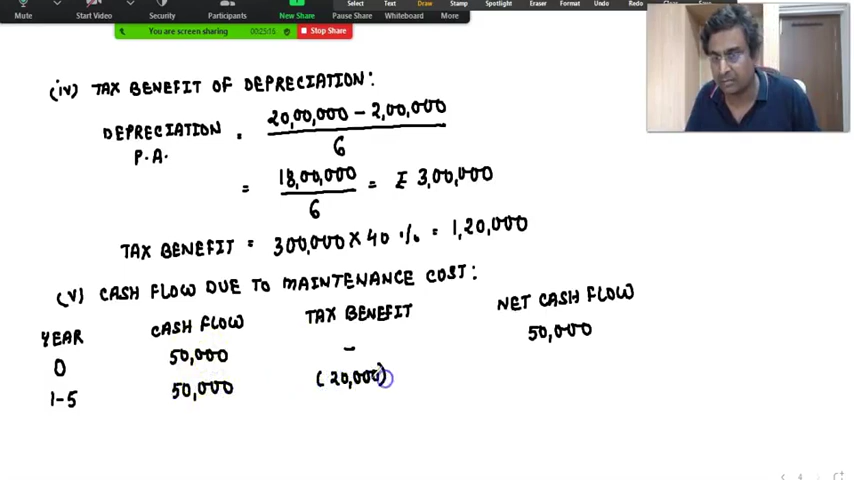 Select Text Draw Stamp Spotlight Eraser Format Undo Redo
Mute Start Video Security Participants New Share Pause Share Whiteboard More
You are screen sharing 00:25:16 Stop Share
(iv) TAX BENEFIT OF DEPRECIATION:
DEPRECIATION P.A. = 20,00,000 - 2,00,000
6
= 18,00,000 = ₹ 3,00,000
6
TAX BENEFIT = 300,000 X 40 % = 1,20,000
(V) CASH FLOW DUE TO MAINTENANCE COST:
YEAR CASH FLOW TAX BENEFIT NET CASH FLOW
0 50,000 - 50,000
1-5 50,000 (20,000)
4